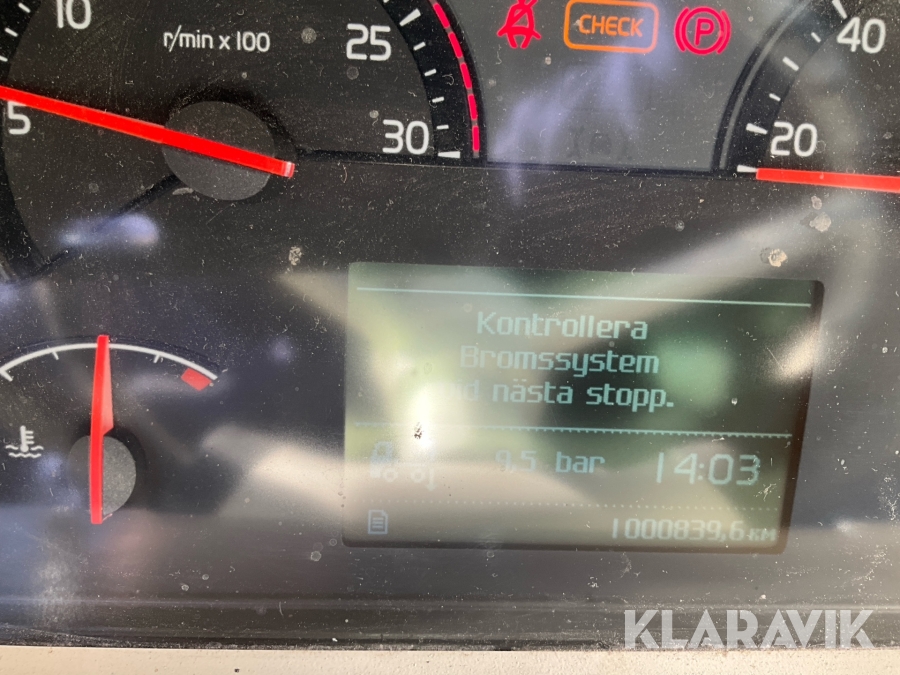 10
r/min x 100
25
5
30
CHECK
P
40
20
Kontrollera
Bromssystem
vid nästa stopp.
9,5 bar
14:03
1000839,6 KM
KLARAVIK